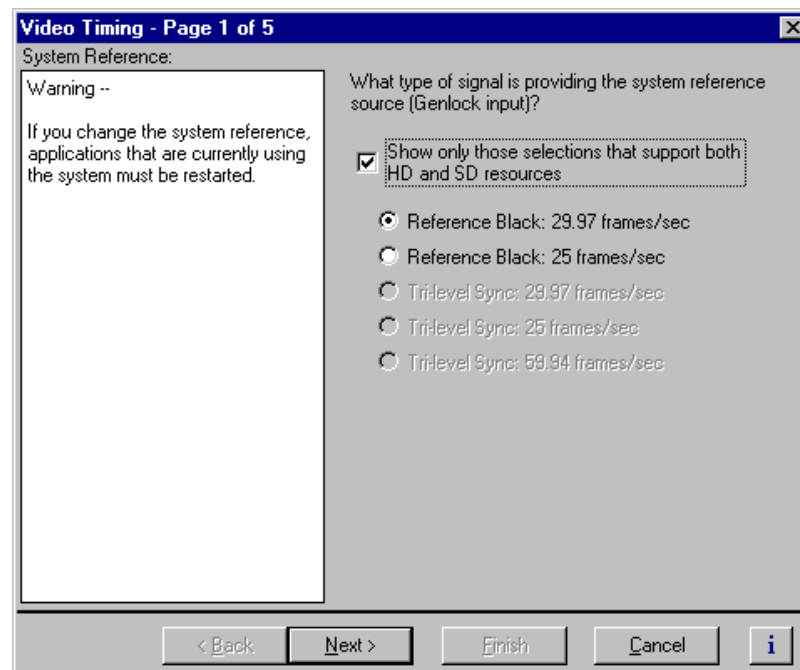 Video Timing - Page 1 of 5
System Reference:
Warning --
If you change the system reference,
applications that are currently using
the system must be restarted.
What type of signal is providing the system reference
source (Genlock input)?
Show only those selections that support both
HD and SD resources
Reference Black: 29.97 frames/sec
Reference Black: 25 frames/sec
Tri-level Sync: 29.97 frames/sec
Tri-level Sync: 25 frames/sec
Tri-level Sync: 59.94 frames/sec
< Back
Next >
Finish
Cancel
i